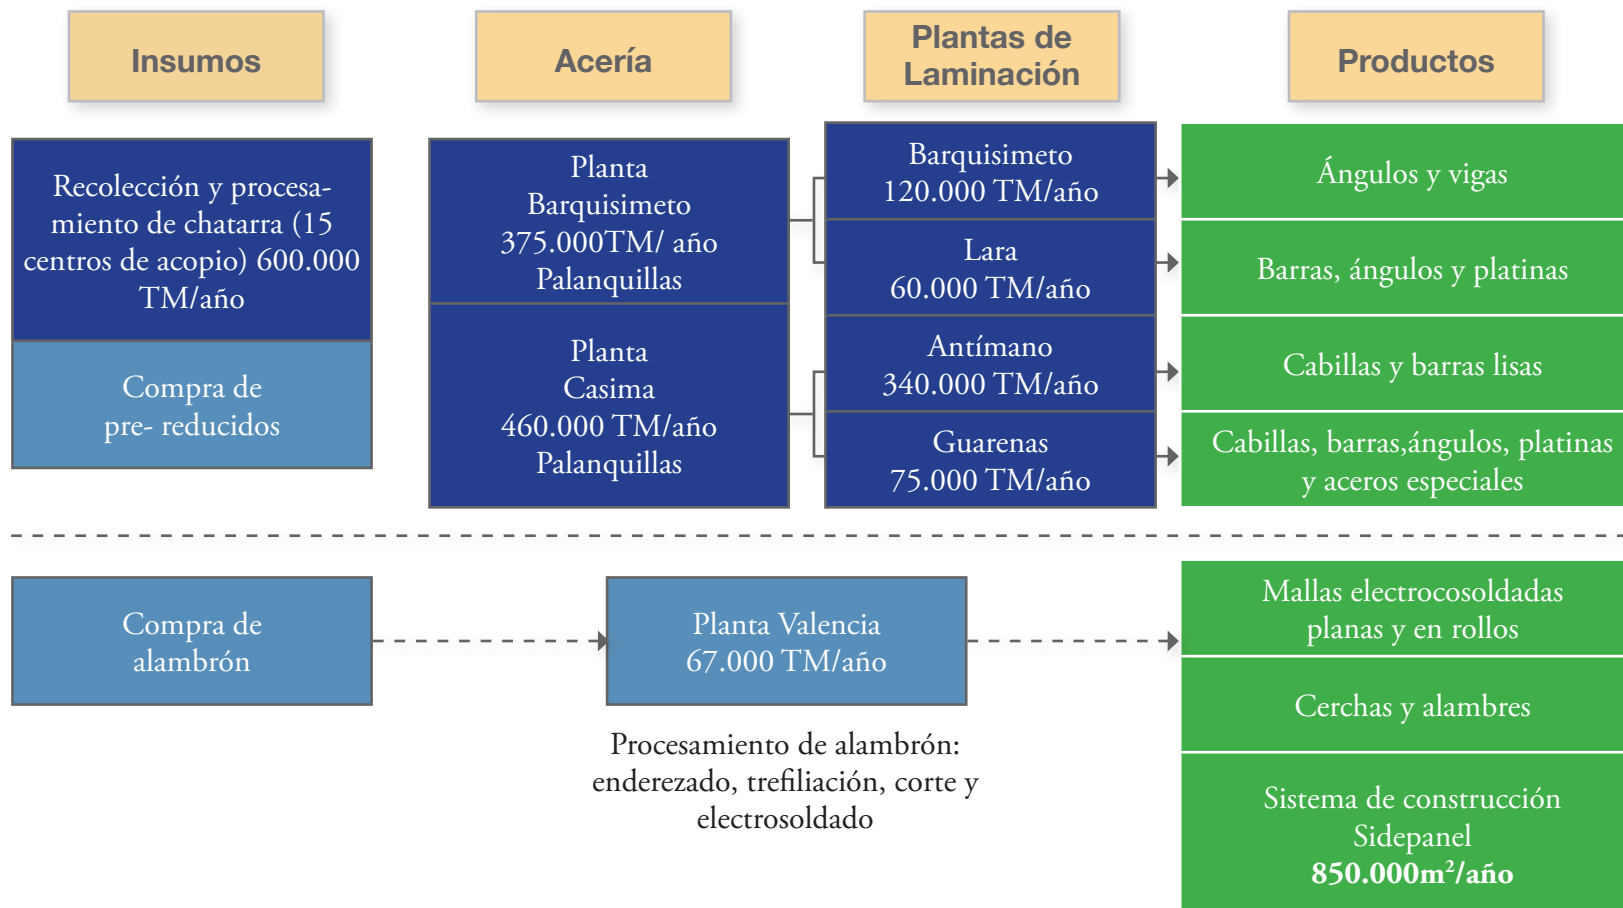 Insumos
Acería
Plantas de
Laminación
Productos
Recolección y procesa-
miento de chatarra (15
centros de acopio) 600.000
TM/año
Compra de
pre- reducidos
Planta
Barquisimeto
375.000TM/ año
Palanquillas
Planta
Casima
460.000 TM/año
Palanquillas
Barquisimeto
120.000 TM/año
Lara
60.000 TM/año
Antímano
340.000 TM/año
Guarenas
75.000 TM/año
Ángulos y vigas
Barras, ángulos y platinas
Cabillas y barras lisas
Cabillas, barras,ángulos, platinas
y aceros especiales
Compra de
alambrón
Planta Valencia
67.000 TM/año
Procesamiento de alambrón:
enderezado, trefiliación, corte y
electrosoldado
Mallas electrocosoldadas
planas y en rollos
Cerchas y alambres
Sistema de construcción
Sidepanel
850.000m²/año